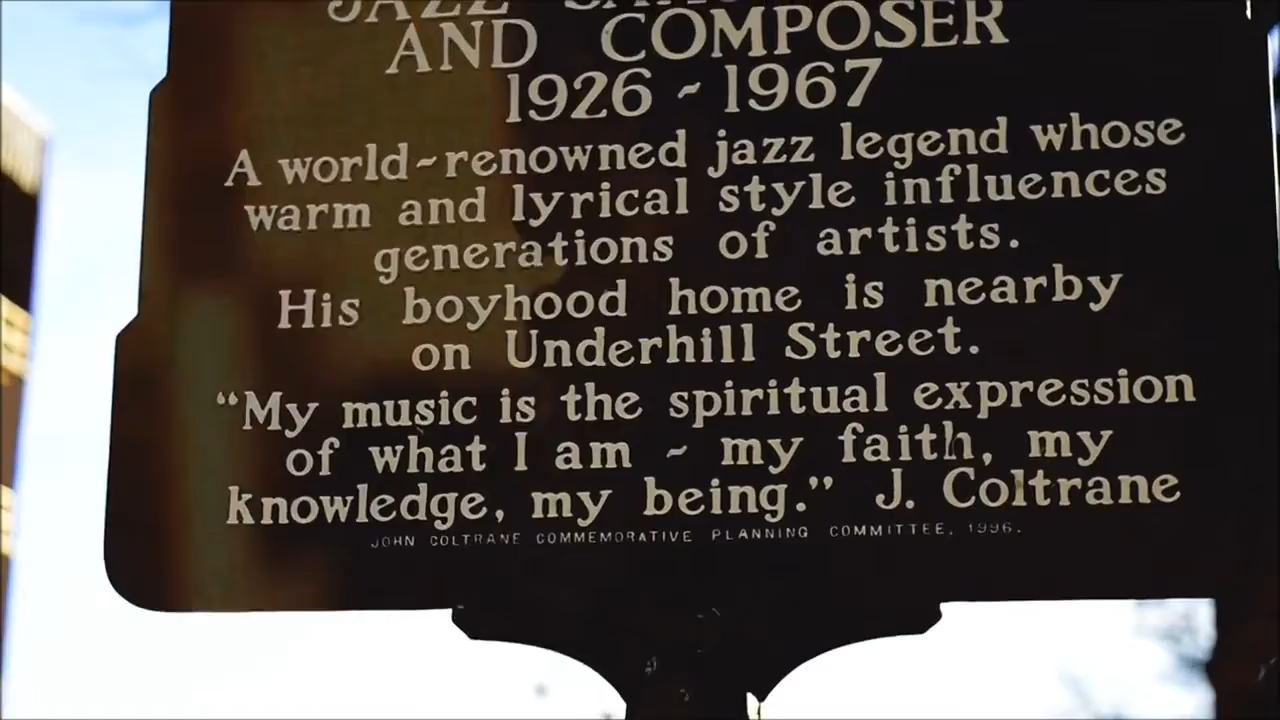 JAZZ
AND COMPOSER
1926 ~ 1967
A world~renowned jazz legend whose
warm and lyrical style influences
generations of artists.
His boyhood home is nearby
on Underhill Street.
“My music is the spiritual expression
of what I am ~ my faith, my
knowledge, my being.” J. Coltrane
JOHN COLTRANE COMMEMORATIVE PLANNING COMMITTEE, 1996.